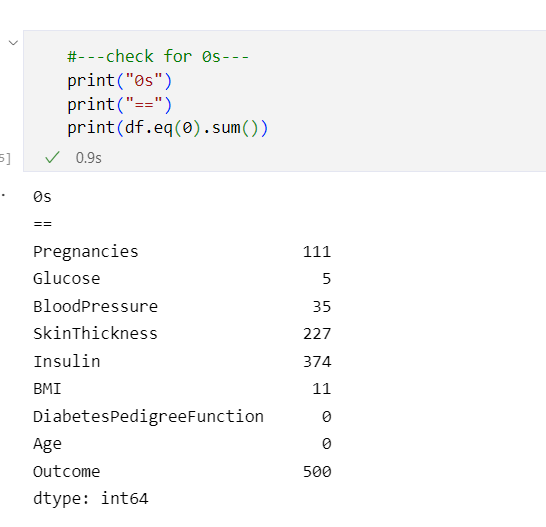 #---check for 0s---
print("0s")
print("==")
print(df.eq(0).sum())
5]
0.9s
0s
==
Pregnancies 111
Glucose 5
BloodPressure 35
SkinThickness 227
Insulin 374
BMI 11
DiabetesPedigreeFunction 0
Age 0
Outcome 500
dtype: int64